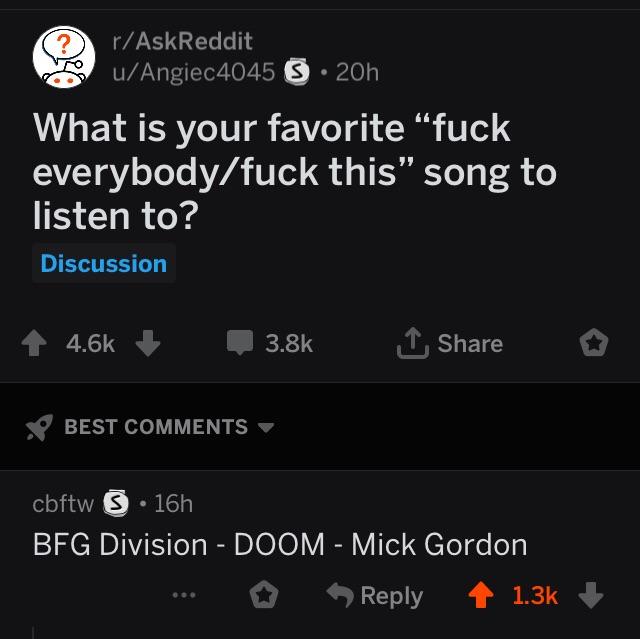 r/AskReddit
u/Angiec4045 S • 20h
What is your favorite “fuck
everybody/fuck this” song to
listen to?
Discussion
4.6k 3.8k Share
BEST COMMENTS
cbftw S • 16h
BFG Division - DOOM - Mick Gordon
... Reply 1.3k